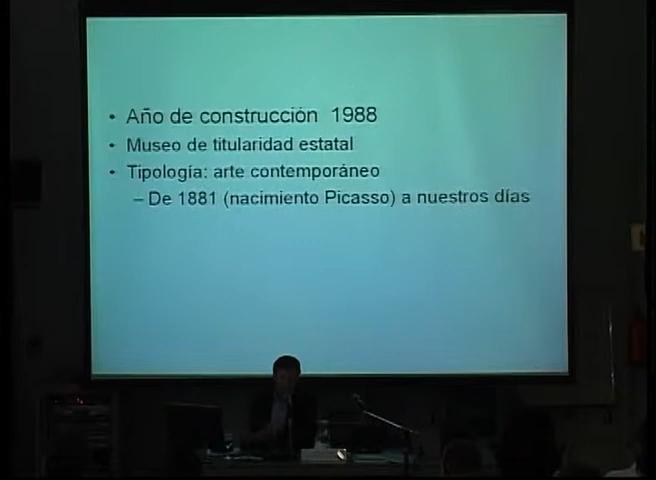 • Año de construcción 1988
• Museo de titularidad estatal
• Tipología: arte contemporáneo
– De 1881 (nacimiento Picasso) a nuestros días